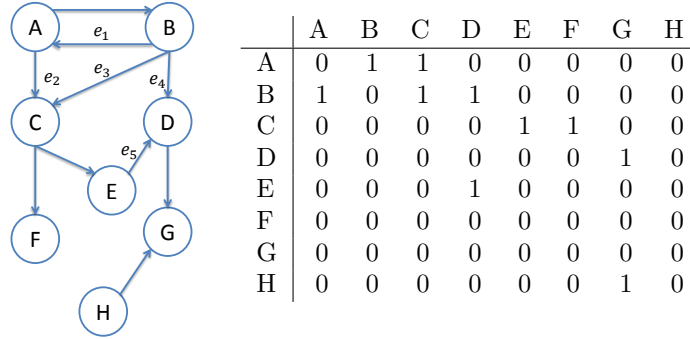 A e1 B
e2 e3 e4
C D
e5
E
F G
H
A B C D E F G H
A 0 1 1 0 0 0 0 0
B 1 0 1 1 0 0 0 0
C 0 0 0 0 1 1 0 0
D 0 0 0 0 0 0 1 0
E 0 0 0 1 0 0 0 0
F 0 0 0 0 0 0 0 0
G 0 0 0 0 0 0 0 0
H 0 0 0 0 0 0 1 0